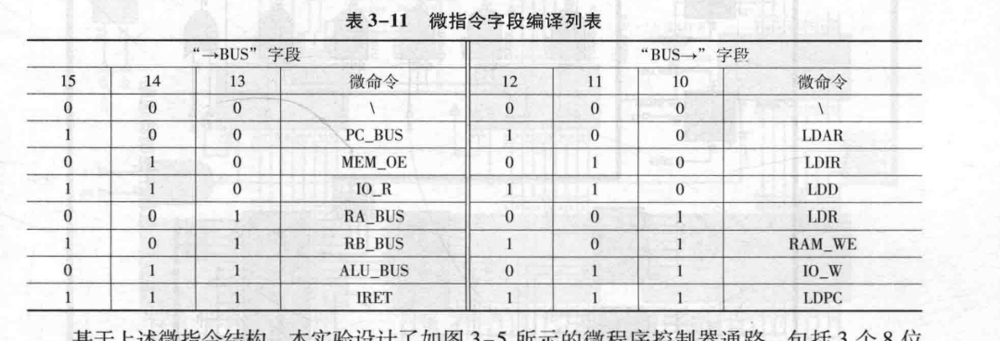 表 3-11 微指令字段编译列表
“→BUS” 字段 “BUS→” 字段
15 14 13 微命令 12 11 10 微命令
0 0 0 \ 0 0 0 \
1 0 0 PC_BUS 1 0 0 LDAR
0 1 0 MEM_OE 0 1 0 LDIR
1 1 0 IO_R 1 1 0 LDD
0 0 1 RA_BUS 0 0 1 LDR
1 0 1 RB_BUS 1 0 1 RAM_WE
0 1 1 ALU_BUS 0 1 1 IO_W
1 1 1 IRET 1 1 1 LDPC
基于上述微指令结构，本实验设计了如图 3-5 所示的微程序控制器通路，包括 3 个 8 位